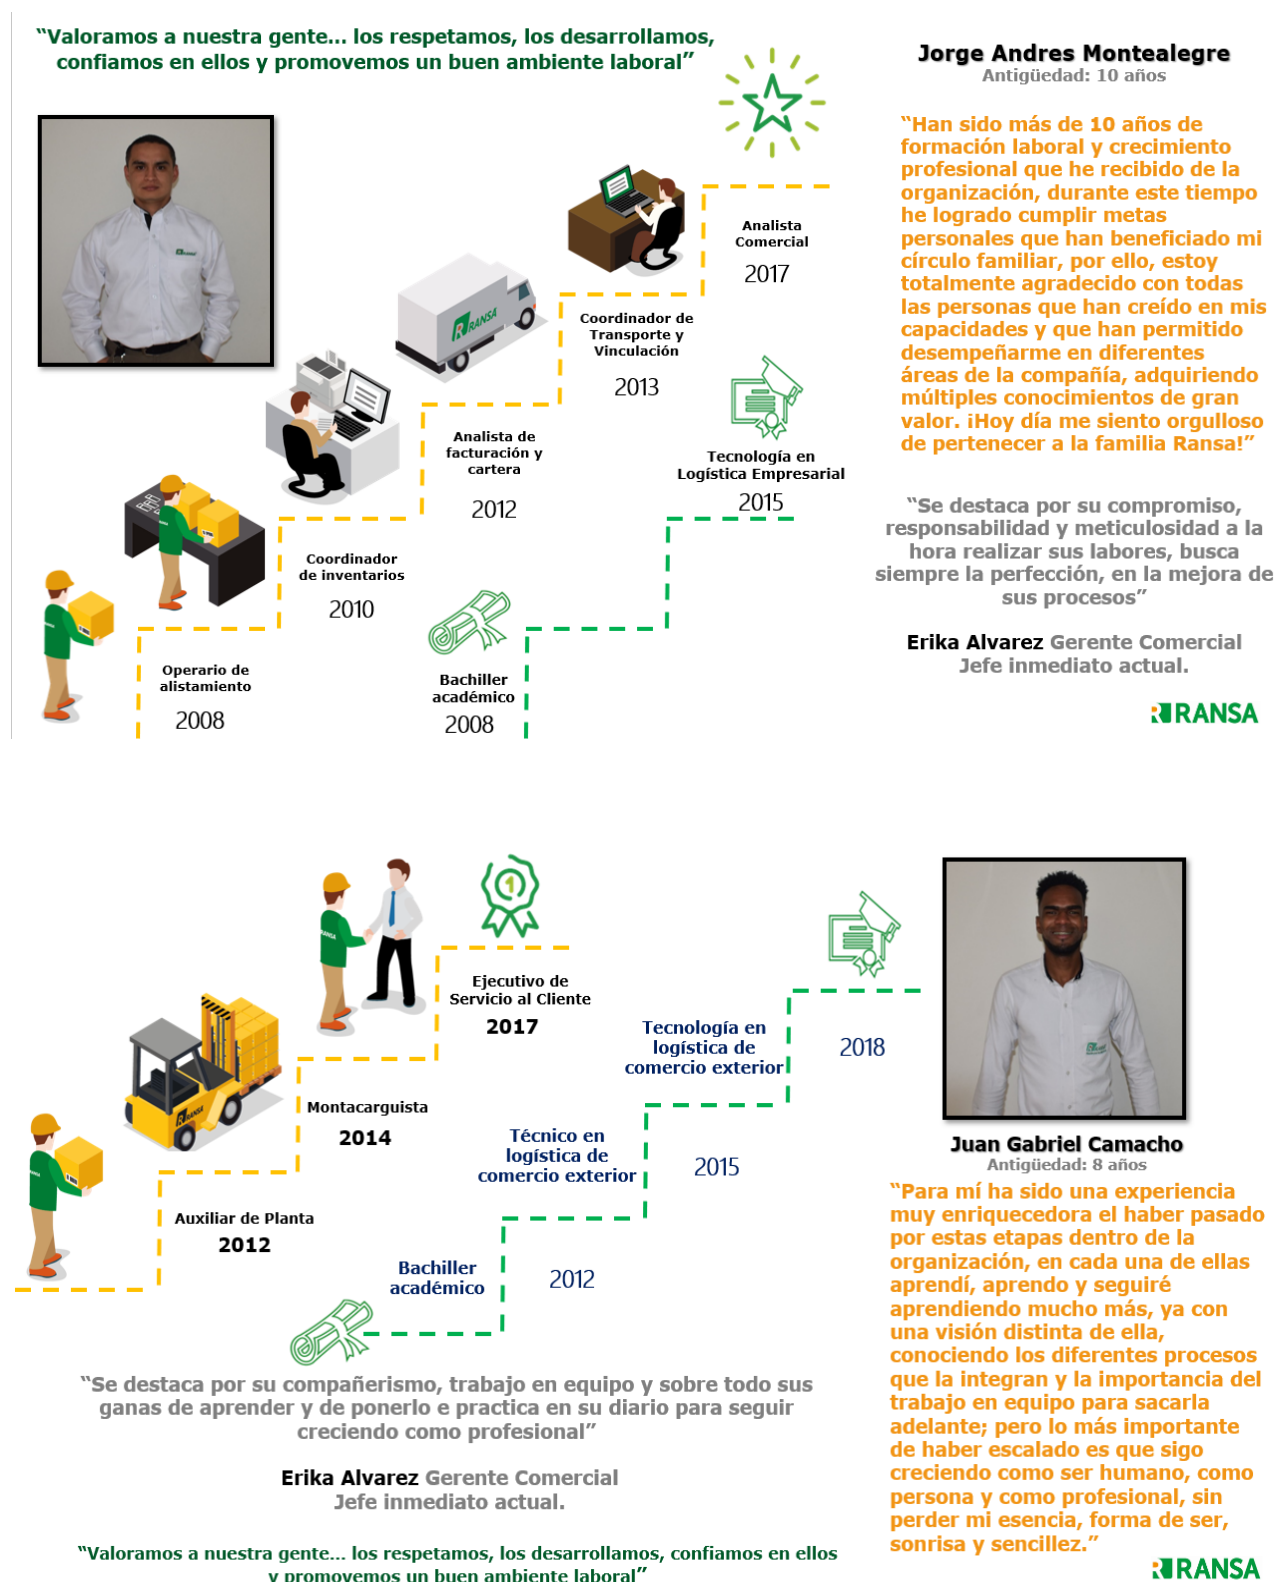 “Valoramos a nuestra gente... los respetamos, los desarrollamos,
confiamos en ellos y promovemos un buen ambiente laboral”
Jorge Andres Montealegre
Antigüedad: 10 años
“Han sido más de 10 años de
formación laboral y crecimiento
profesional que he recibido de la
organización, durante este tiempo
he logrado cumplir metas
personales que han beneficiado mi
círculo familiar, por ello, estoy
totalmente agradecido con todas
las personas que han creído en mis
capacidades y que han permitido
desempeñarme en diferentes
áreas de la compañía, adquiriendo
múltiples conocimientos de gran
valor. ¡Hoy día me siento orgulloso
de pertenecer a la familia Ransa!”
“Se destaca por su compromiso,
responsabilidad y meticulosidad a la
hora realizar sus labores, busca
siempre la perfección, en la mejora de
sus procesos”
Erika Alvarez Gerente Comercial
Jefe inmediato actual.
RANSA
Analista
Comercial
2017
Coordinador de
Transporte y
Vinculación
2013
RANSA
Analista de
facturación y
cartera
2012
Coordinador
de inventarios
2010
Operario de
alistamiento
2008
Tecnología en
Logística Empresarial
2015
Bachiller
académico
2008
1
Ejecutivo de
Servicio al Cliente
2017
RANSA
Montacarguista
2014
RANSA
Auxiliar de Planta
2012
Tecnología en
logística de
comercio exterior
2018
Técnico en
logística de
comercio exterior
2015
Bachiller
académico
2012
Juan Gabriel Camacho
Antigüedad: 8 años
“Para mí ha sido una experiencia
muy enriquecedora el haber pasado
por estas etapas dentro de la
organización, en cada una de ellas
aprendí, aprendo y seguiré
aprendiendo mucho más, ya con
una visión distinta de ella,
conociendo los diferentes procesos
que la integran y la importancia del
trabajo en equipo para sacarla
adelante; pero lo más importante
de haber escalado es que sigo
creciendo como ser humano, como
persona y como profesional, sin
perder mi esencia, forma de ser,
sonrisa y sencillez.”
RANSA
“Se destaca por su compañerismo, trabajo en equipo y sobre todo sus
ganas de aprender y de ponerlo e practica en su diario para seguir
creciendo como profesional”
Erika Alvarez Gerente Comercial
Jefe inmediato actual.
“Valoramos a nuestra gente... los respetamos, los desarrollamos, confiamos en ellos
y promovemos un buen ambiente laboral”